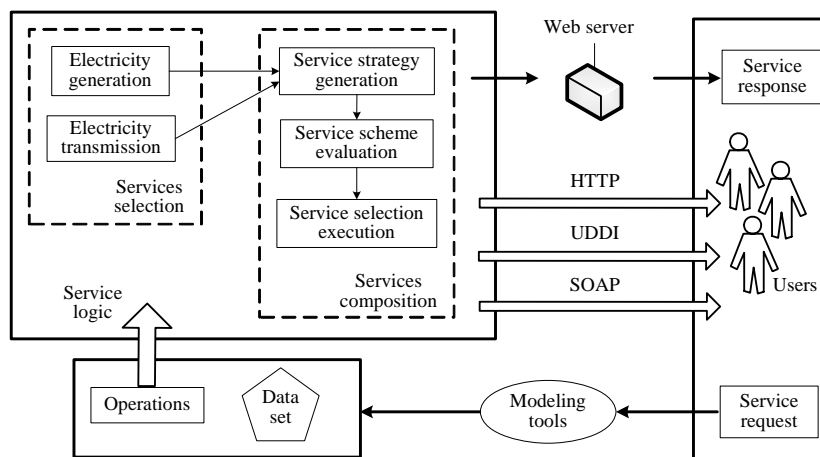 Web server
Electricity
generation
Service strategy
generation
Service
response
Electricity
transmission
Service scheme
evaluation
Services
selection
HTTP
Service selection
execution
UDDI
Services
composition
SOAP
Users
Service
logic
Operations
Data
set
Modeling
tools
Service
request